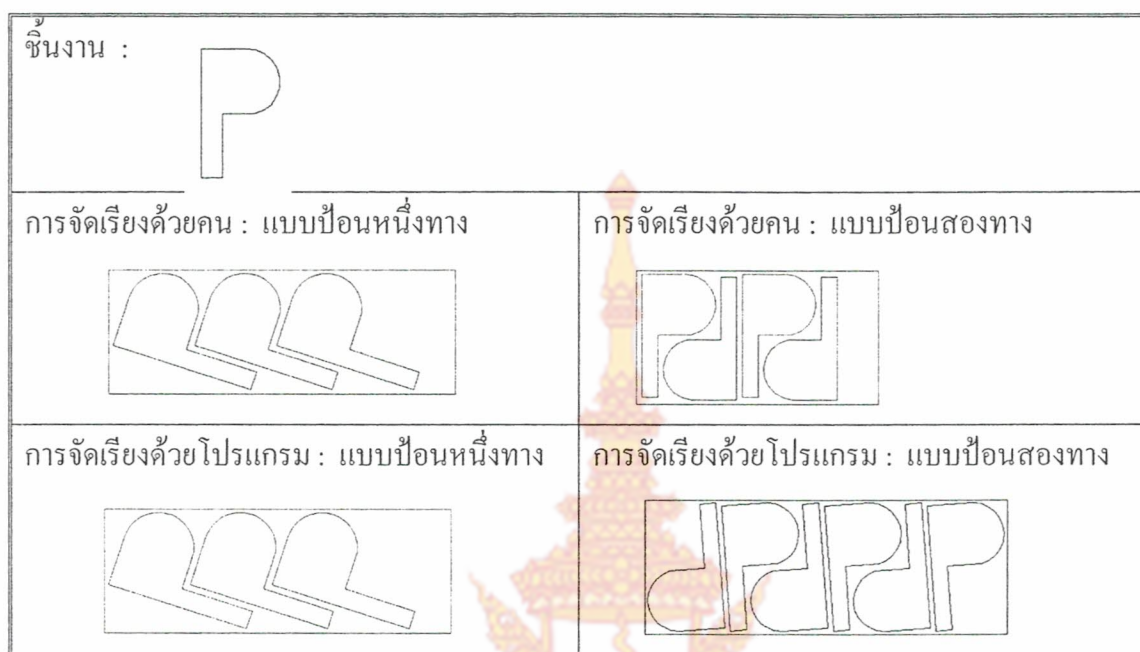 ชิ้นงาน :
การจัดเรียงด้วยคน : แบบป้อนหนึ่งทาง
การจัดเรียงด้วยคน : แบบป้อนสองทาง
การจัดเรียงด้วยโปรแกรม : แบบป้อนหนึ่งทาง
การจัดเรียงด้วยโปรแกรม : แบบป้อนสองทาง